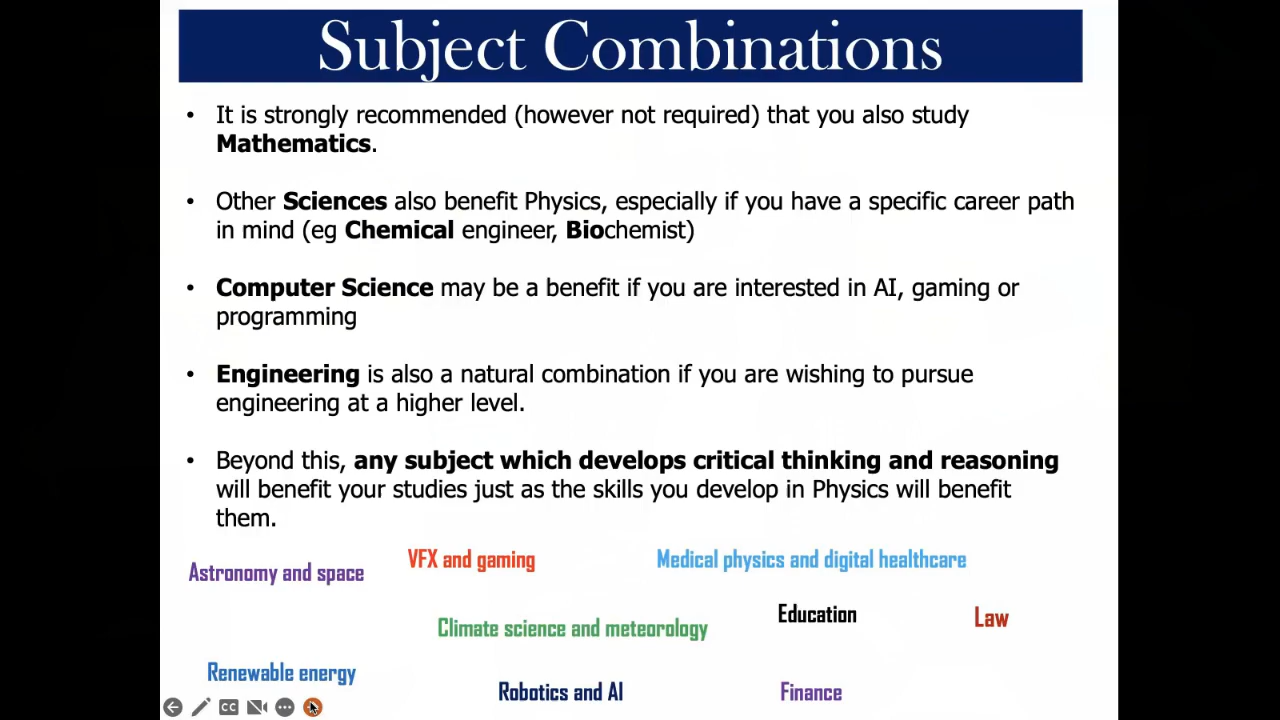 Subject Combinations
• It is strongly recommended (however not required) that you also study
Mathematics.
• Other Sciences also benefit Physics, especially if you have a specific career path
in mind (eg Chemical engineer, Biochemist)
• Computer Science may be a benefit if you are interested in AI, gaming or
programming
• Engineering is also a natural combination if you are wishing to pursue
engineering at a higher level.
• Beyond this, any subject which develops critical thinking and reasoning
will benefit your studies just as the skills you develop in Physics will benefit
them.
VFX and gaming
Medical physics and digital healthcare
Astronomy and space
Education
Law
Climate science and meteorology
Renewable energy
Robotics and AI
Finance
CC